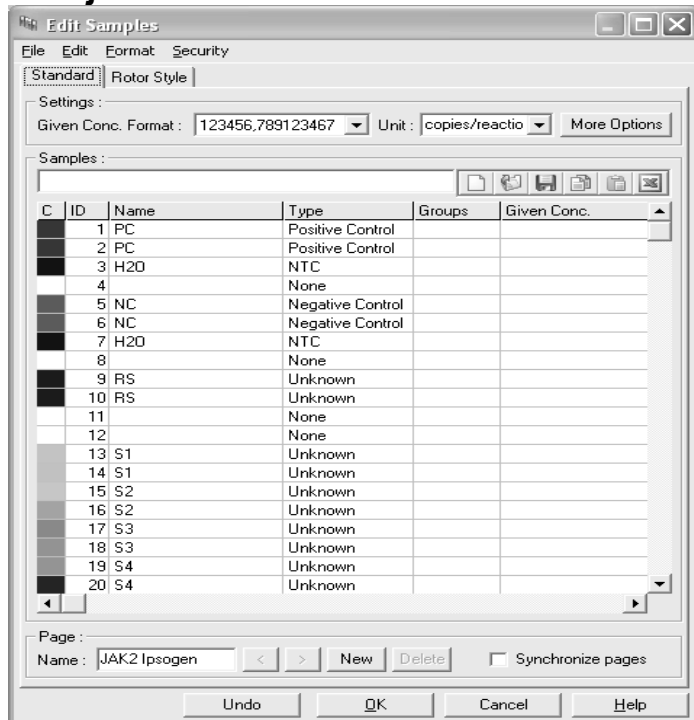 Edit Samples
File Edit Format Security
Standard Rotor Style
Settings :
Given Conc. Format : 123456,789123467 Unit : copies/reactio More Options
Samples :
C ID Name Type Groups Given Conc.
1 PC Positive Control
2 PC Positive Control
3 H2O NTC
4 None
5 NC Negative Control
6 NC Negative Control
7 H2O NTC
8 None
9 RS Unknown
10 RS Unknown
11 None
12 None
13 S1 Unknown
14 S1 Unknown
15 S2 Unknown
16 S2 Unknown
17 S3 Unknown
18 S3 Unknown
19 S4 Unknown
20 S4 Unknown
Page :
Name : JAK2 Ipsogen < > New Delete Synchronize pages
Undo OK Cancel Help